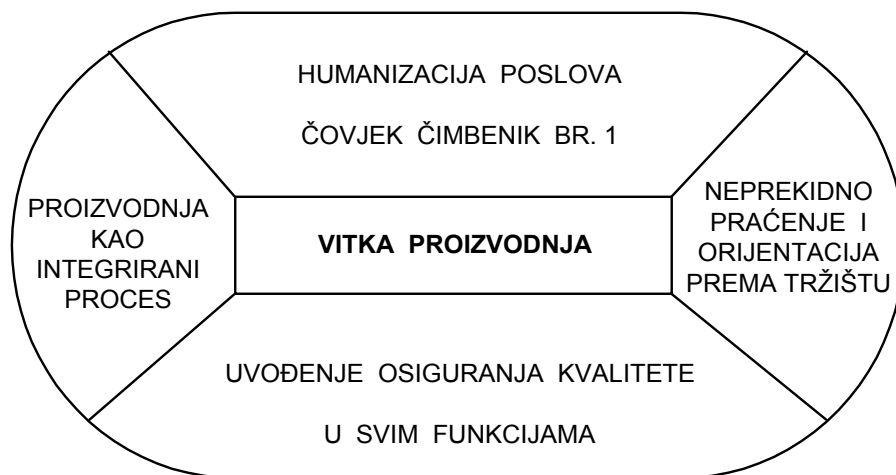 HUMANIZACIJA POSLOVA
ČOVJEK ČIMBENIK BR. 1
PROIZVODNJA
KAO
INTEGRIRANI
PROCES
VITKA PROIZVODNJA
NEPREKIDNO
PRAĆENJE I
ORIJENTACIJA
PREMA TRŽIŠTU
UVOĐENJE OSIGURANJA KVALITETE
U SVIM FUNKCIJAMA